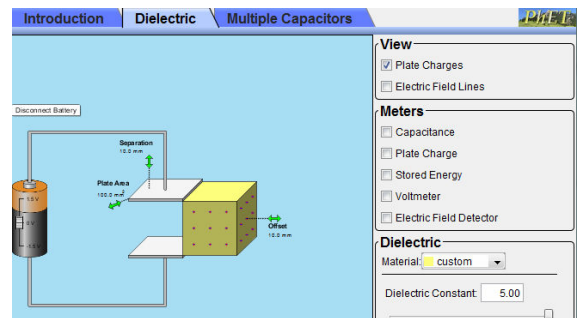 Introduction
Dielectric
Multiple Capacitors
PhET
View
Plate Charges
Electric Field Lines
Disconnect Battery
Meters
Capacitance
Plate Charge
Stored Energy
Voltmeter
Electric Field Detector
Separation
10.0 mm
Plate Area
100.0 mm²
1.5 V
0 V
Offset
10.0 mm
Dielectric
Material: custom
Dielectric Constant: 5.00